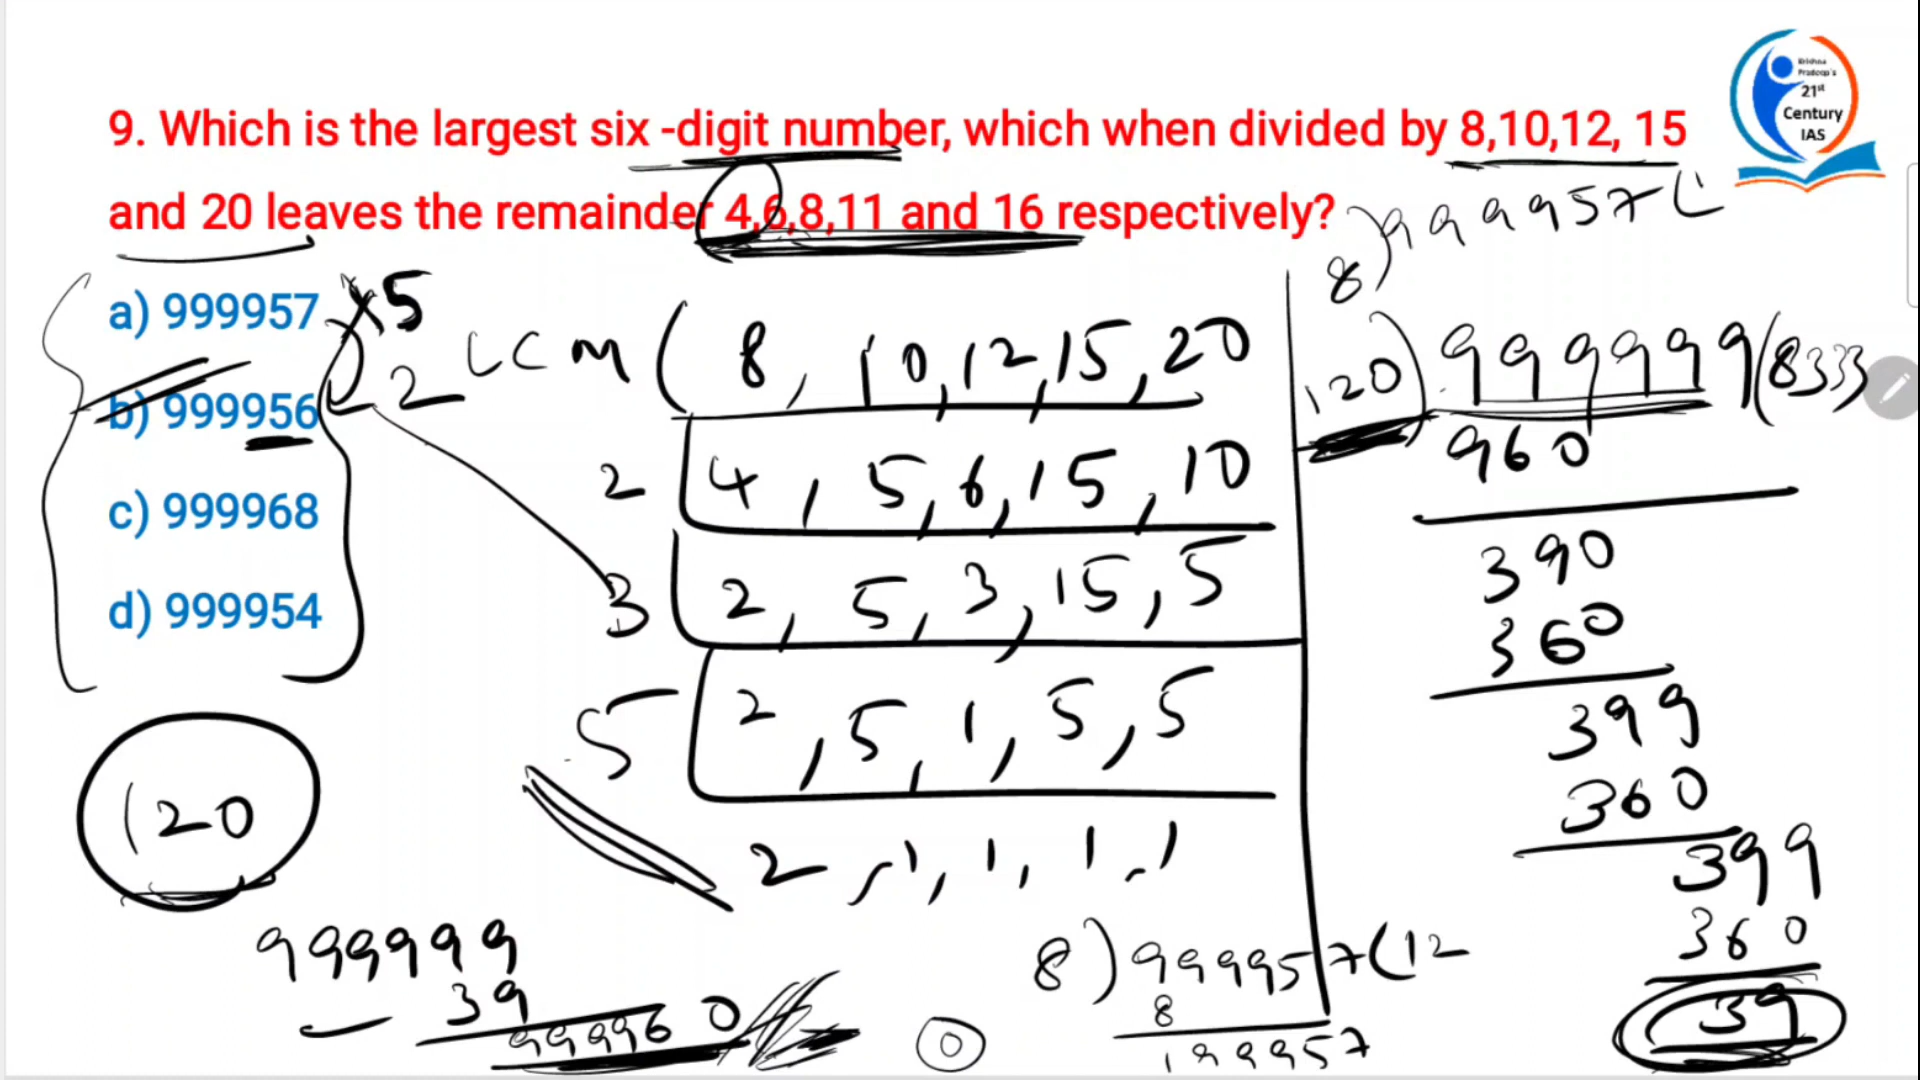 Krishna
Pradeep's
21st
Century
IAS
9. Which is the largest six -digit number, which when divided by 8,10,12, 15
and 20 leaves the remainder 4,6,8,11 and 16 respectively?
8)999957(
a) 999957
b) 999956
c) 999968
d) 999954
x5
2
LCM (8, 10, 12, 15, 20
2 4, 5, 6, 15, 10
3 2, 5, 3, 15, 5
5 2, 5, 1, 5, 5
2, 1, 1, 1, 1
120
999999
- 39
999960
0
8)999957(12
8
199957
120)999999(8333
960
390
360
399
360
399
360
39